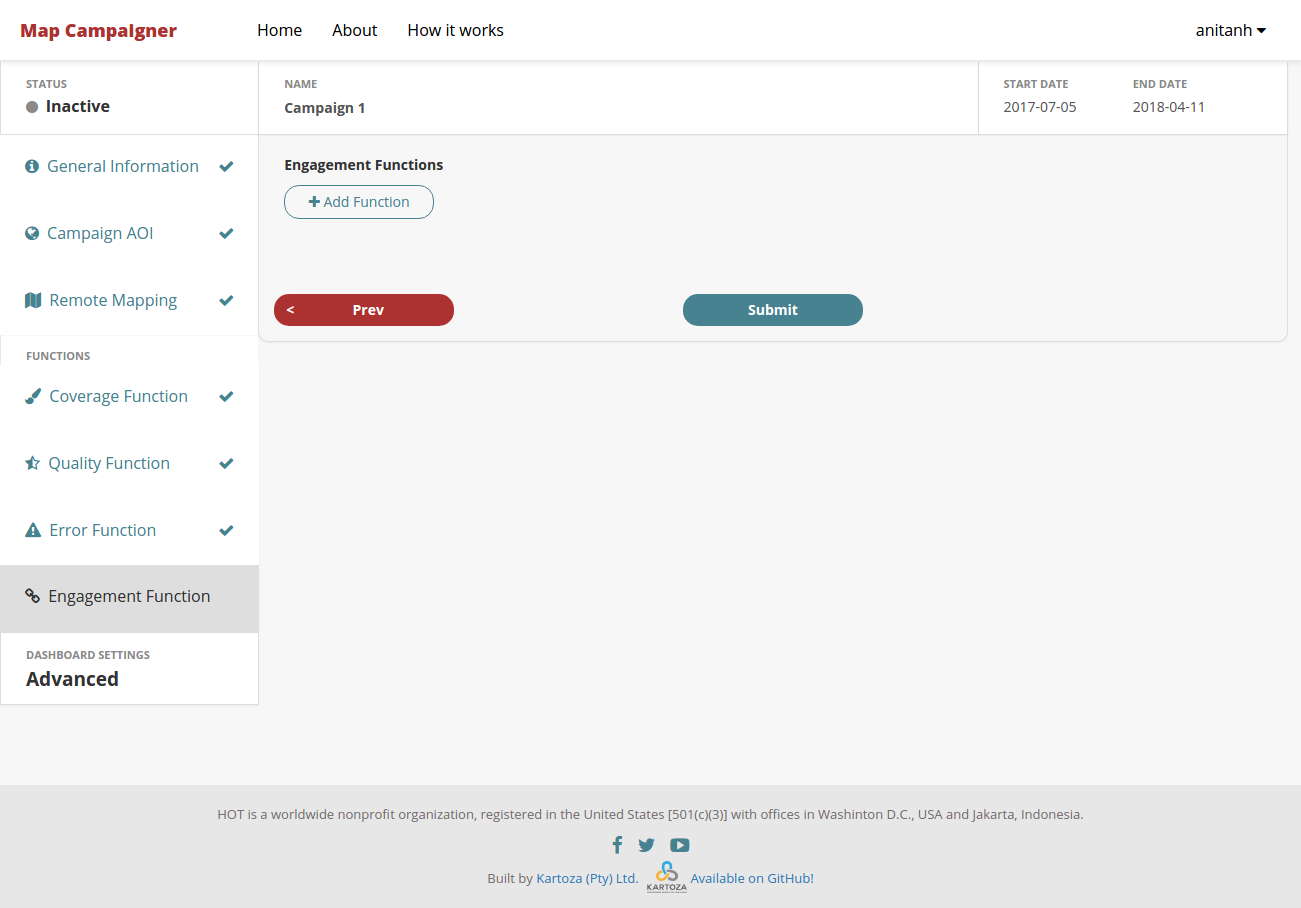 Map Campaigner
Home
About
How it works
anitanh
STATUS
Inactive
NAME
Campaign 1
START DATE
2017-07-05
END DATE
2018-04-11
General Information
Campaign AOI
Remote Mapping
FUNCTIONS
Coverage Function
Quality Function
Error Function
Engagement Function
DASHBOARD SETTINGS
Advanced
Engagement Functions
+ Add Function
< Prev
Submit
HOT is a worldwide nonprofit organization, registered in the United States [501(c)(3)] with offices in Washinton D.C., USA and Jakarta, Indonesia.
Built by Kartoza (Pty) Ltd. KARTOZA Available on GitHub!